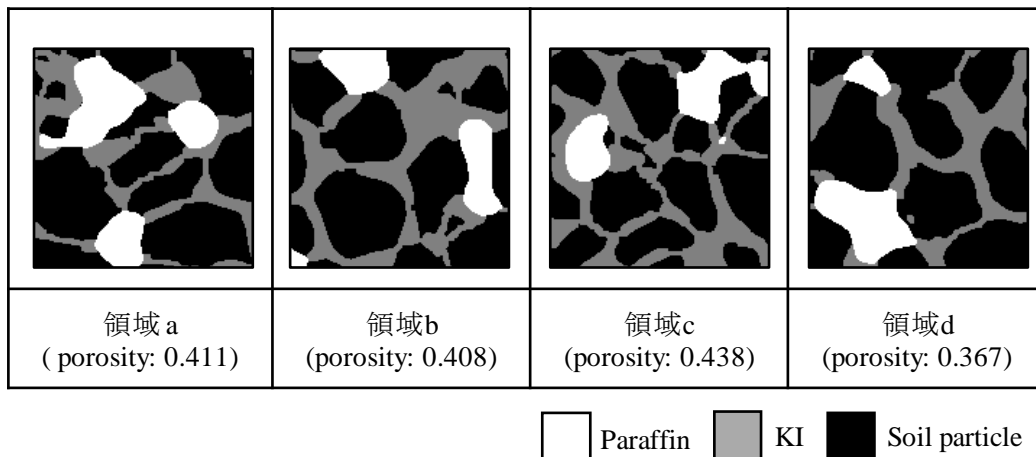 領域 a
( porosity: 0.411)
領域b
(porosity: 0.408)
領域c
(porosity: 0.438)
領域d
(porosity: 0.367)
Paraffin
KI
Soil particle